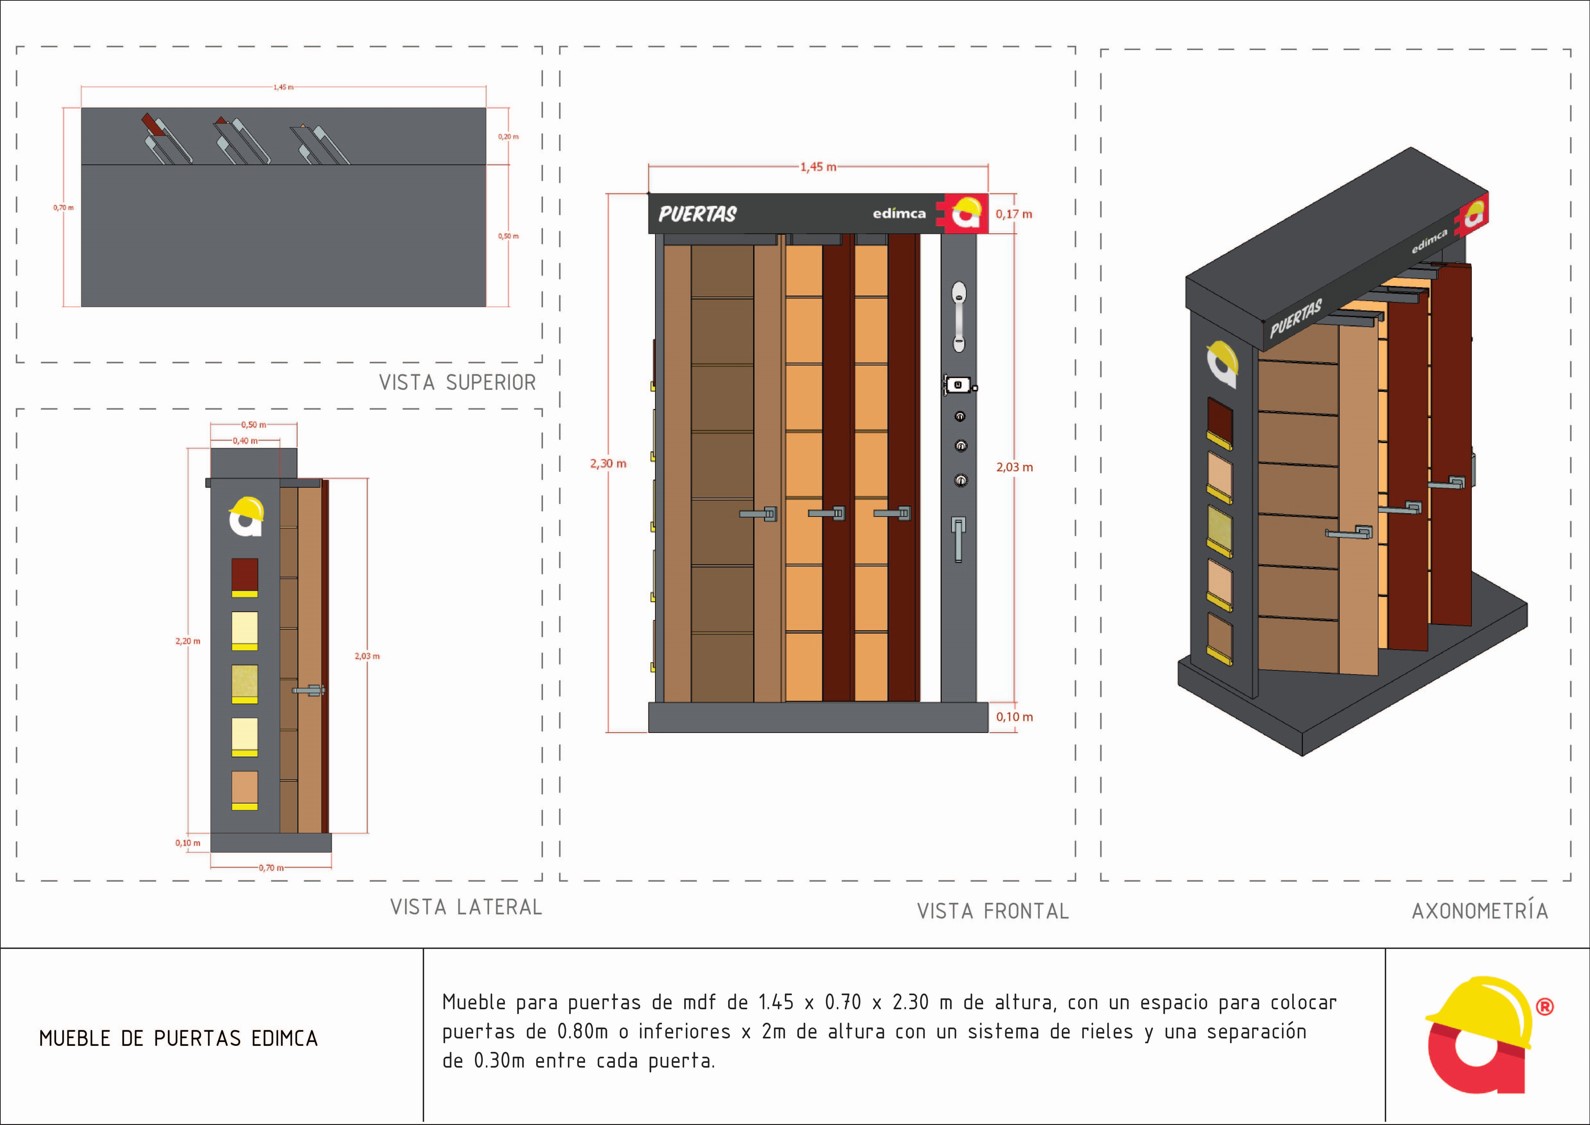 1,45 m
0,20 m
0,70 m
0,50 m
VISTA SUPERIOR
0,50 m
0,40 m
2,20 m
2,03 m
0,10 m
0,70 m
VISTA LATERAL
1,45 m
PUERTAS
edimca
0,17 m
2,30 m
2,03 m
0,10 m
VISTA FRONTAL
PUERTAS
edimca
AXONOMETRÍA
MUEBLE DE PUERTAS EDIMCA
Mueble para puertas de mdf de 1.45 x 0.70 x 2.30 m de altura, con un espacio para colocar
puertas de 0.80m o inferiores x 2m de altura con un sistema de rieles y una separación
de 0.30m entre cada puerta.
®